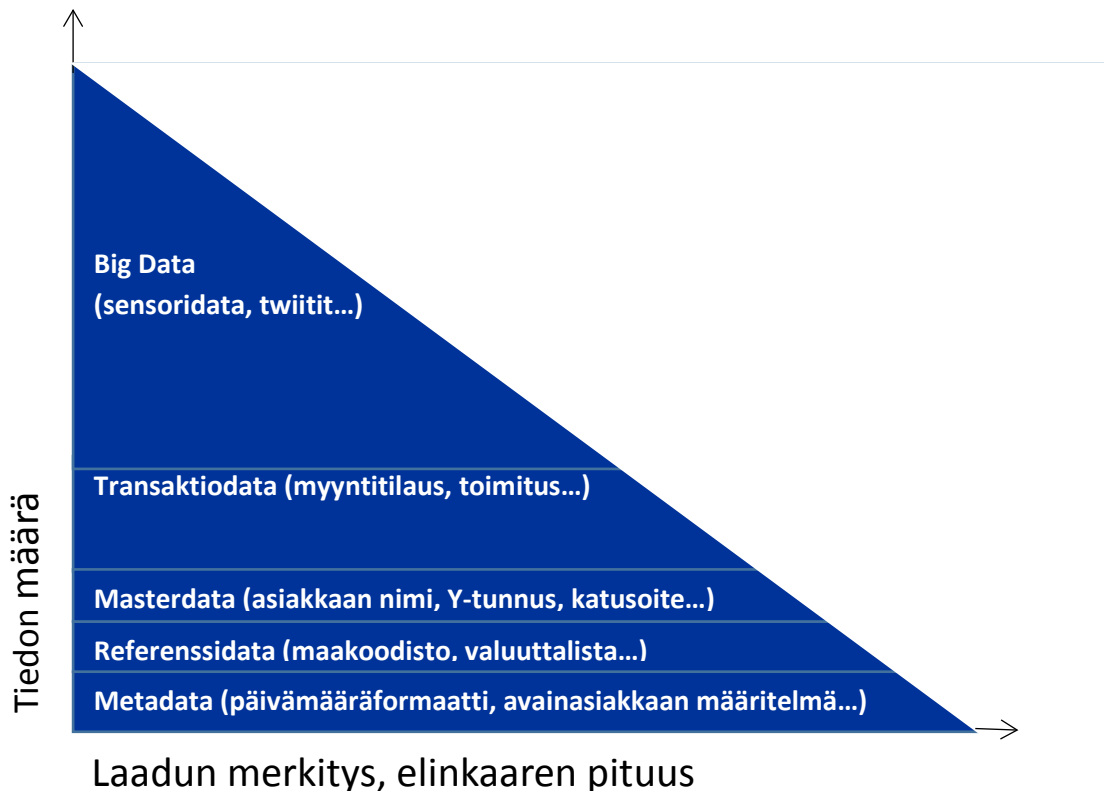 Big Data
(sensoridata, twiitit…)
Transaktiodata (myyntitilaus, toimitus…)
Masterdata (asiakkaan nimi, Y-tunnus, katusoite…)
Referenssidata (maakoodisto, valuuttalista…)
Metadata (päivämääräformaatti, avainasiakkaan määritelmä…)
Tiedon määrä
Laadun merkitys, elinkaaren pituus